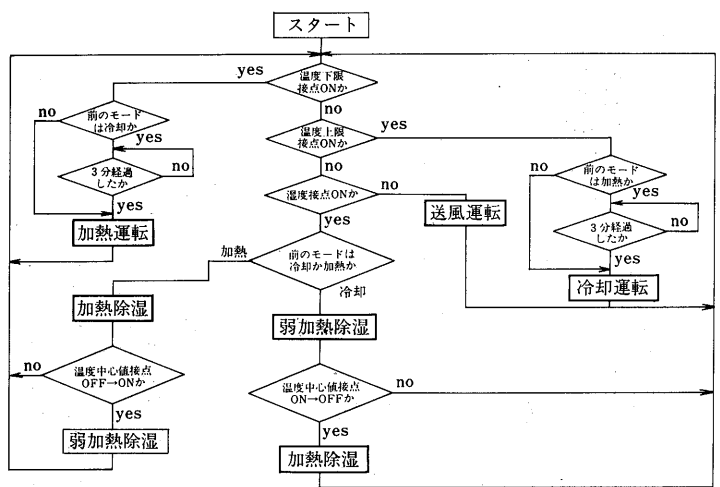 スタート
yes
温度下限
接点ONか
no
前のモード
は冷却か
no
yes
温度上限
接点ONか
yes
3分経過
したか
no
no
前のモード
は加熱か
no
yes
湿度接点ONか
no
yes
加熱運転
送風運転
3分経過
したか
no
yes
yes
加熱
前のモードは
冷却か加熱か
冷却
冷却運転
加熱除湿
弱加熱除湿
no
温度中心値接点
OFF→ONか
yes
温度中心値接点
ON→OFFか
no
yes
弱加熱除湿
加熱除湿